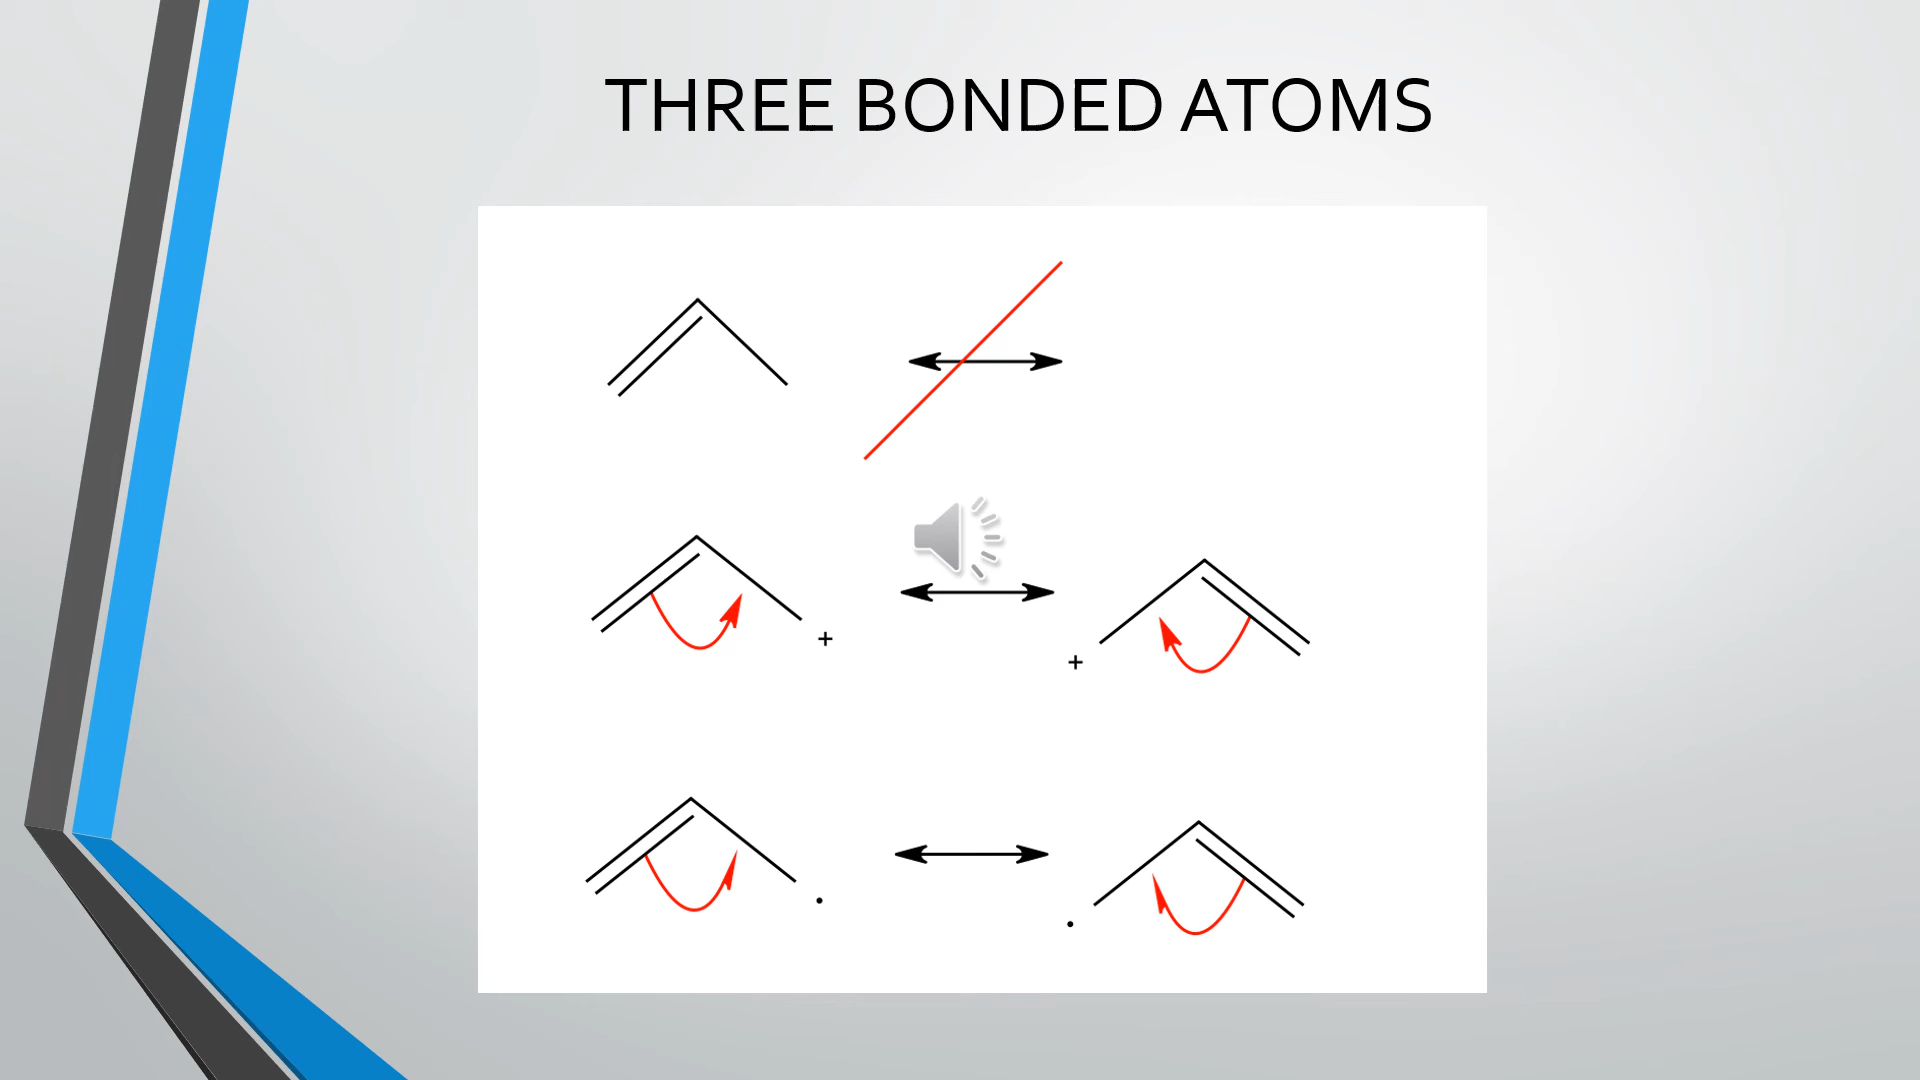 THREE BONDED ATOMS
+
+
.
.